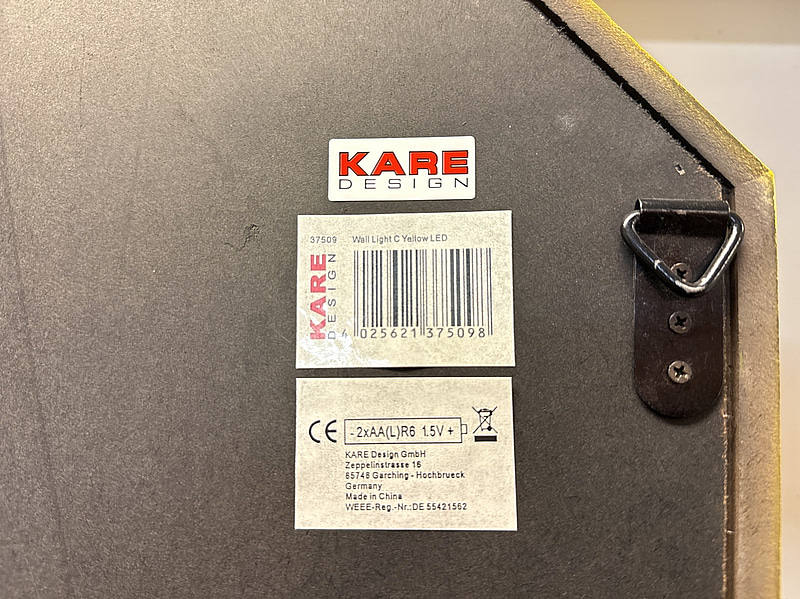 KARE
DESIGN
37509 Wall Light C Yellow LED
KARE
DESIGN
4 025621 375098
CE - 2xAA(L)R6 1.5V +
KARE Design GmbH
Zeppelinstrasse 16
85748 Garching - Hochbrueck
Germany
Made in China
WEEE-Reg.-Nr.:DE 55421562